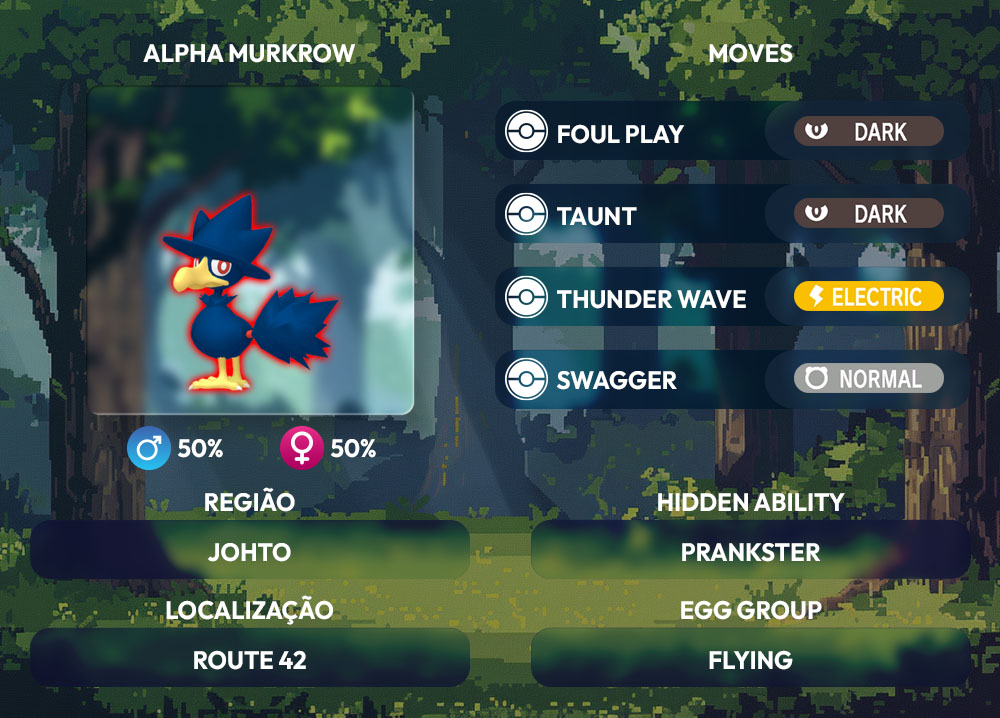 ALPHA MURKROW
50%
50%
REGIÃO
JOHTO
LOCALIZAÇÃO
ROUTE 42
MOVES
FOUL PLAY
DARK
TAUNT
DARK
THUNDER WAVE
ELECTRIC
SWAGGER
NORMAL
HIDDEN ABILITY
PRANKSTER
EGG GROUP
FLYING